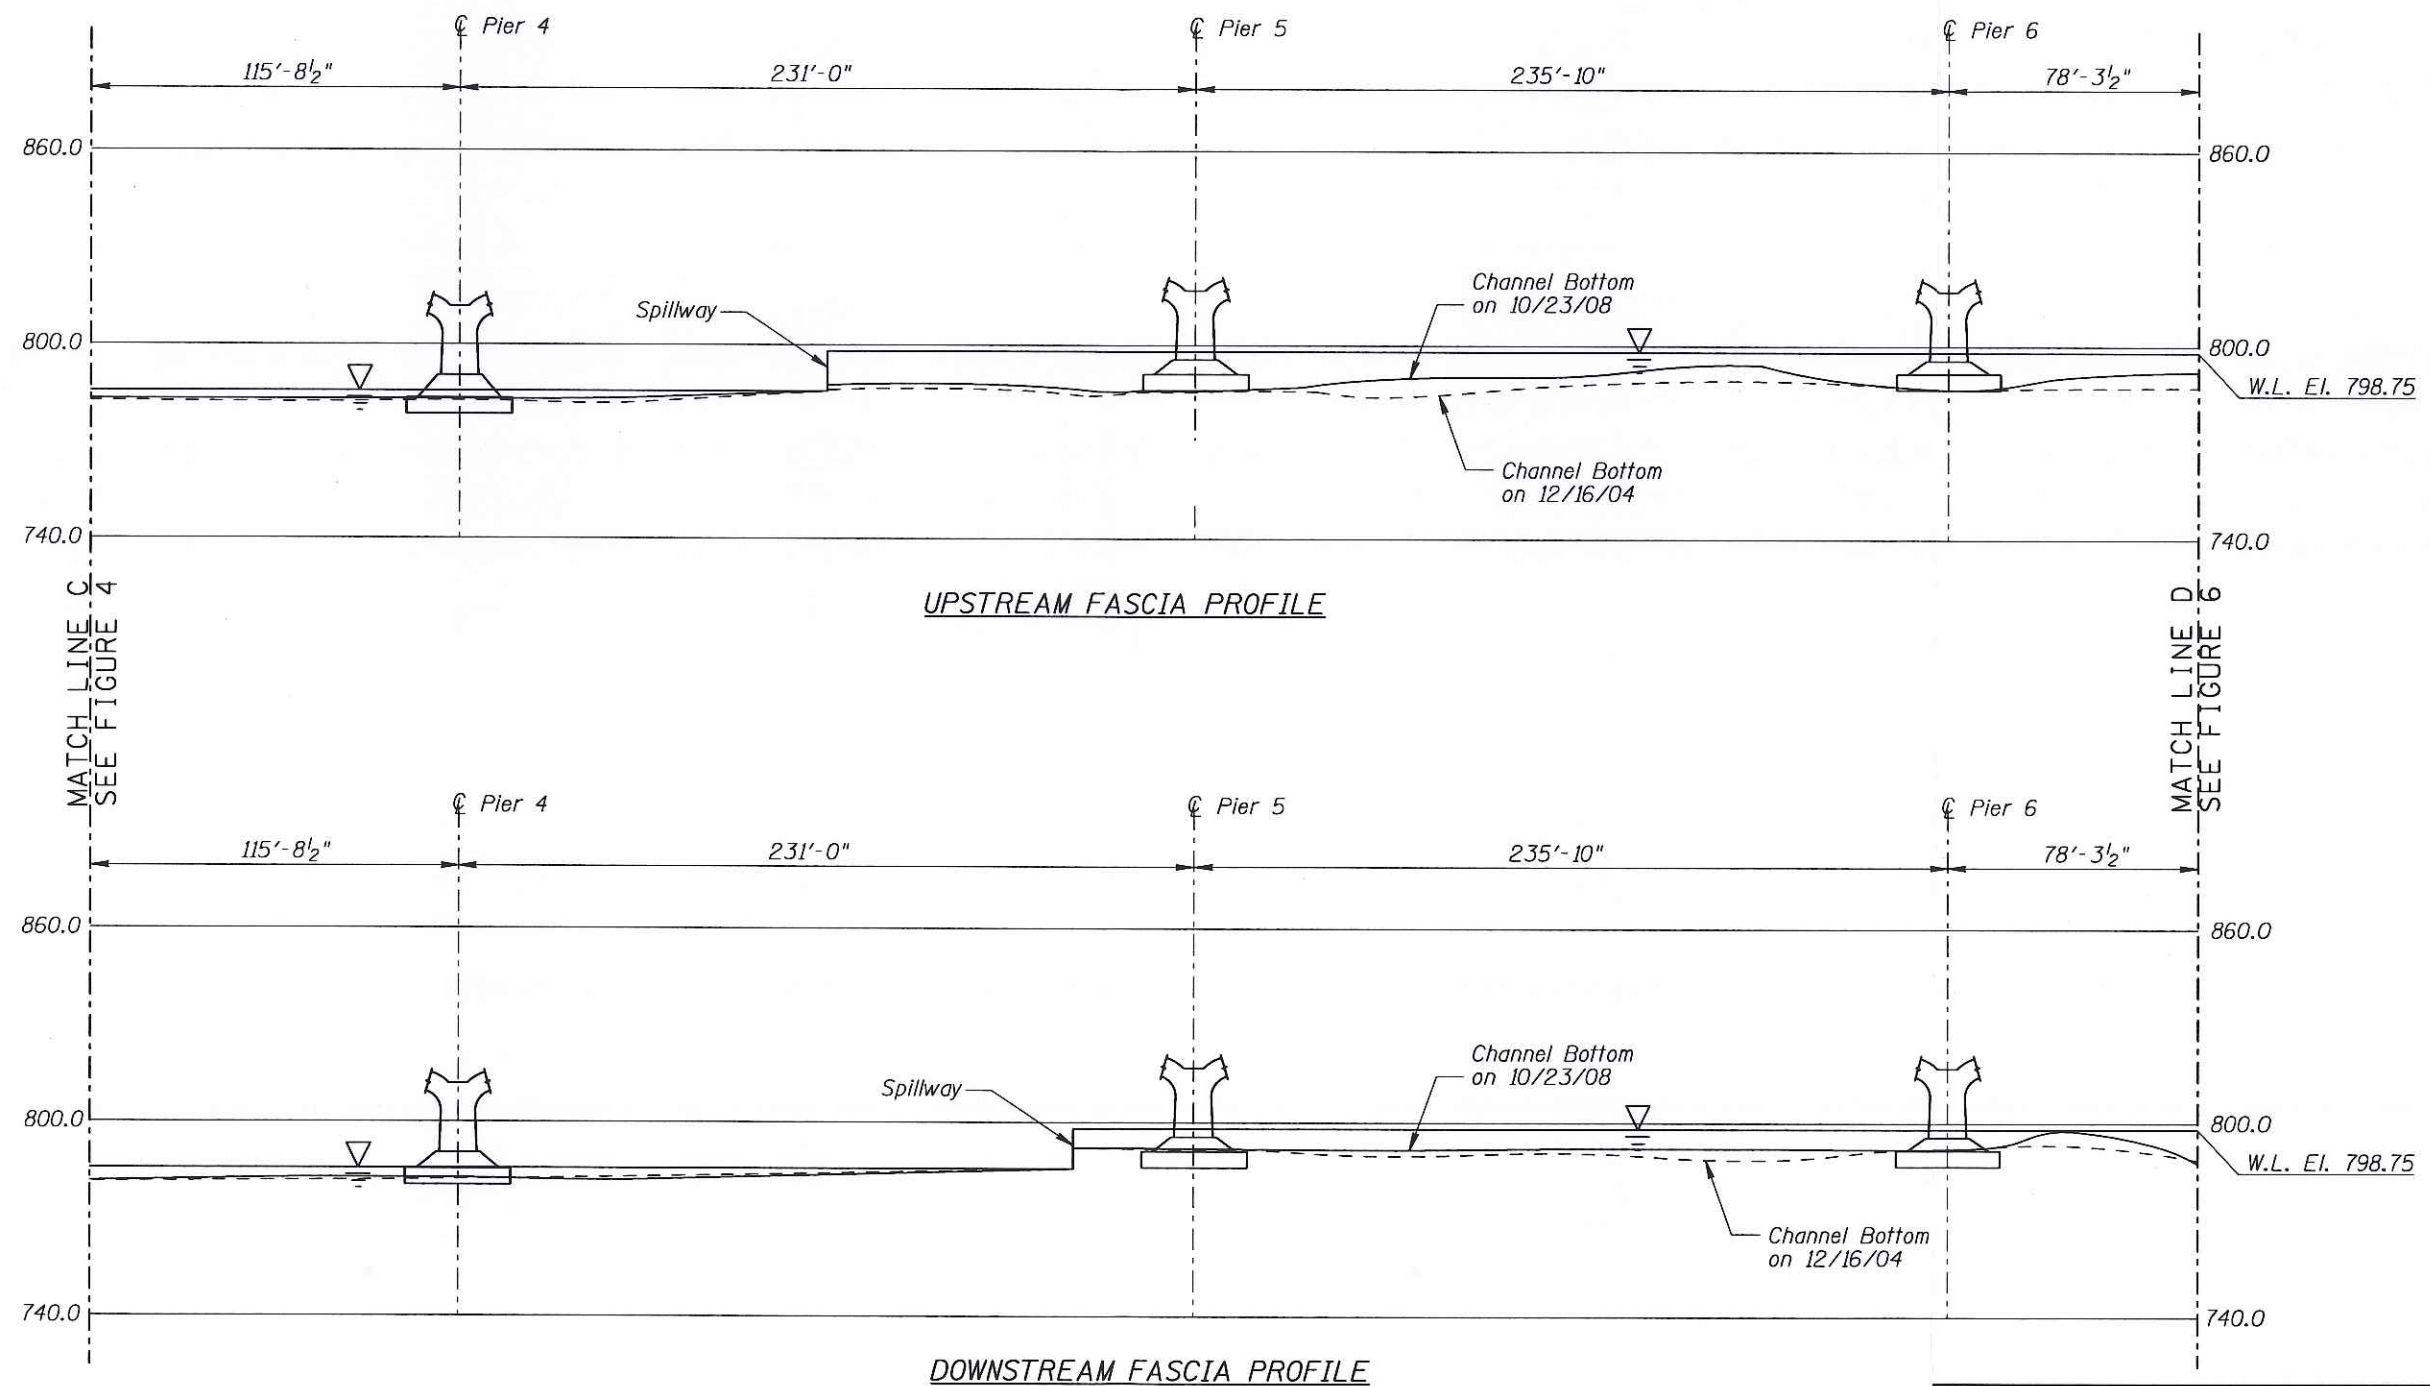 ℄ Pier 4
℄ Pier 5
℄ Pier 6
115'-8½"
231'-0"
235'-10"
78'-3½"
860.0
860.0
Spillway
Channel Bottom
on 10/23/08
800.0
800.0
W.L. El. 798.75
Channel Bottom
on 12/16/04
740.0
740.0
UPSTREAM FASCIA PROFILE
MATCH LINE C
SEE FIGURE 4
MATCH LINE D
SEE FIGURE 6
℄ Pier 4
℄ Pier 5
℄ Pier 6
115'-8½"
231'-0"
235'-10"
78'-3½"
860.0
860.0
Spillway
Channel Bottom
on 10/23/08
800.0
800.0
W.L. El. 798.75
Channel Bottom
on 12/16/04
740.0
740.0
DOWNSTREAM FASCIA PROFILE